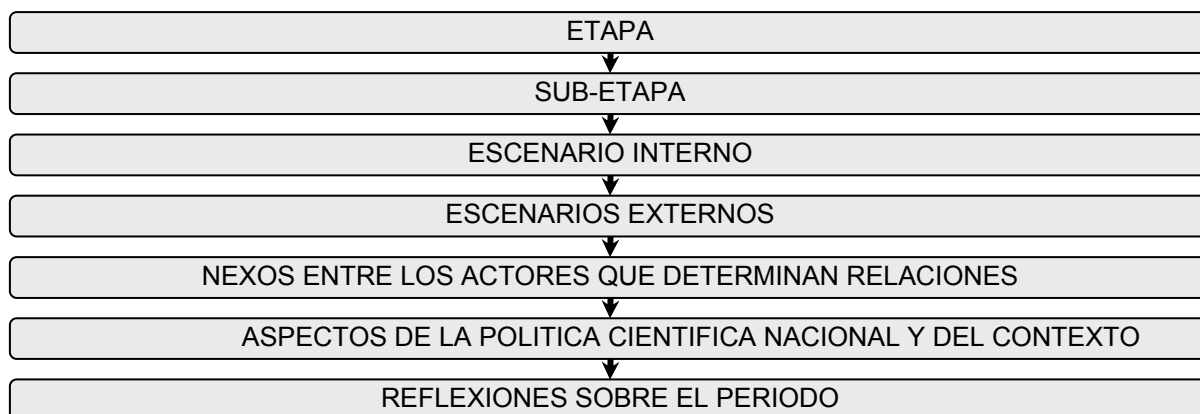 ETAPA
SUB-ETAPA
ESCENARIO INTERNO
ESCENARIOS EXTERNOS
NEXOS ENTRE LOS ACTORES QUE DETERMINAN RELACIONES
ASPECTOS DE LA POLITICA CIENTIFICA NACIONAL Y DEL CONTEXTO
REFLEXIONES SOBRE EL PERIODO